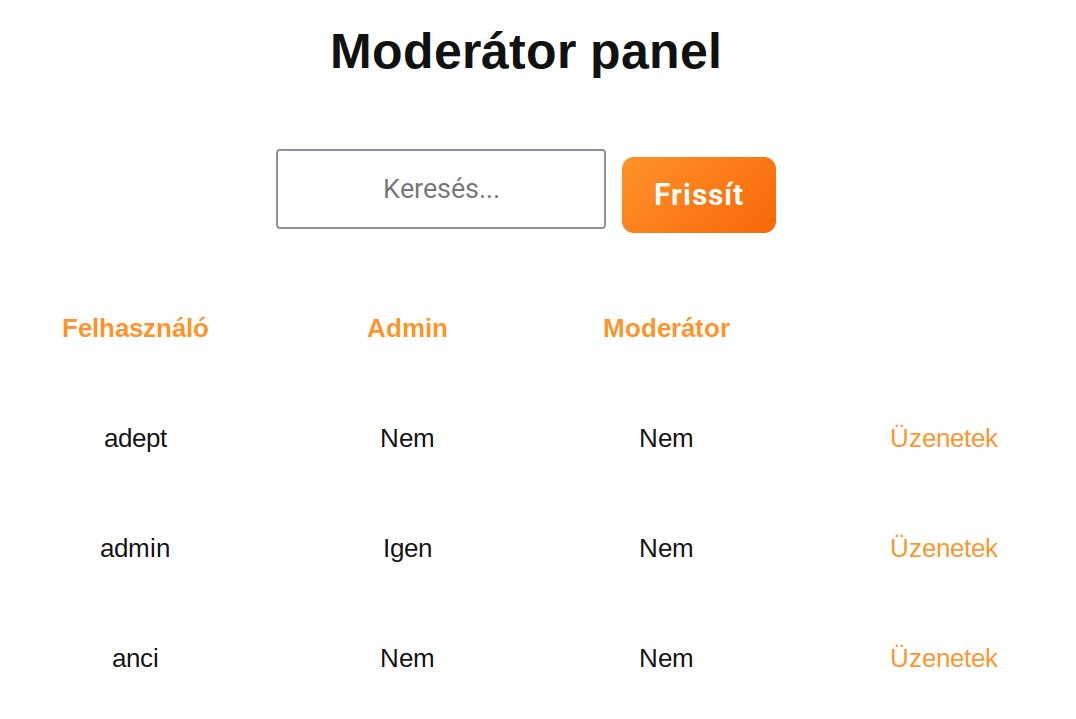 Moderátor panel
Keresés... Frissít
Felhasználó Admin Moderátor
adept Nem Nem Üzenetek
admin Igen Nem Üzenetek
anci Nem Nem Üzenetek